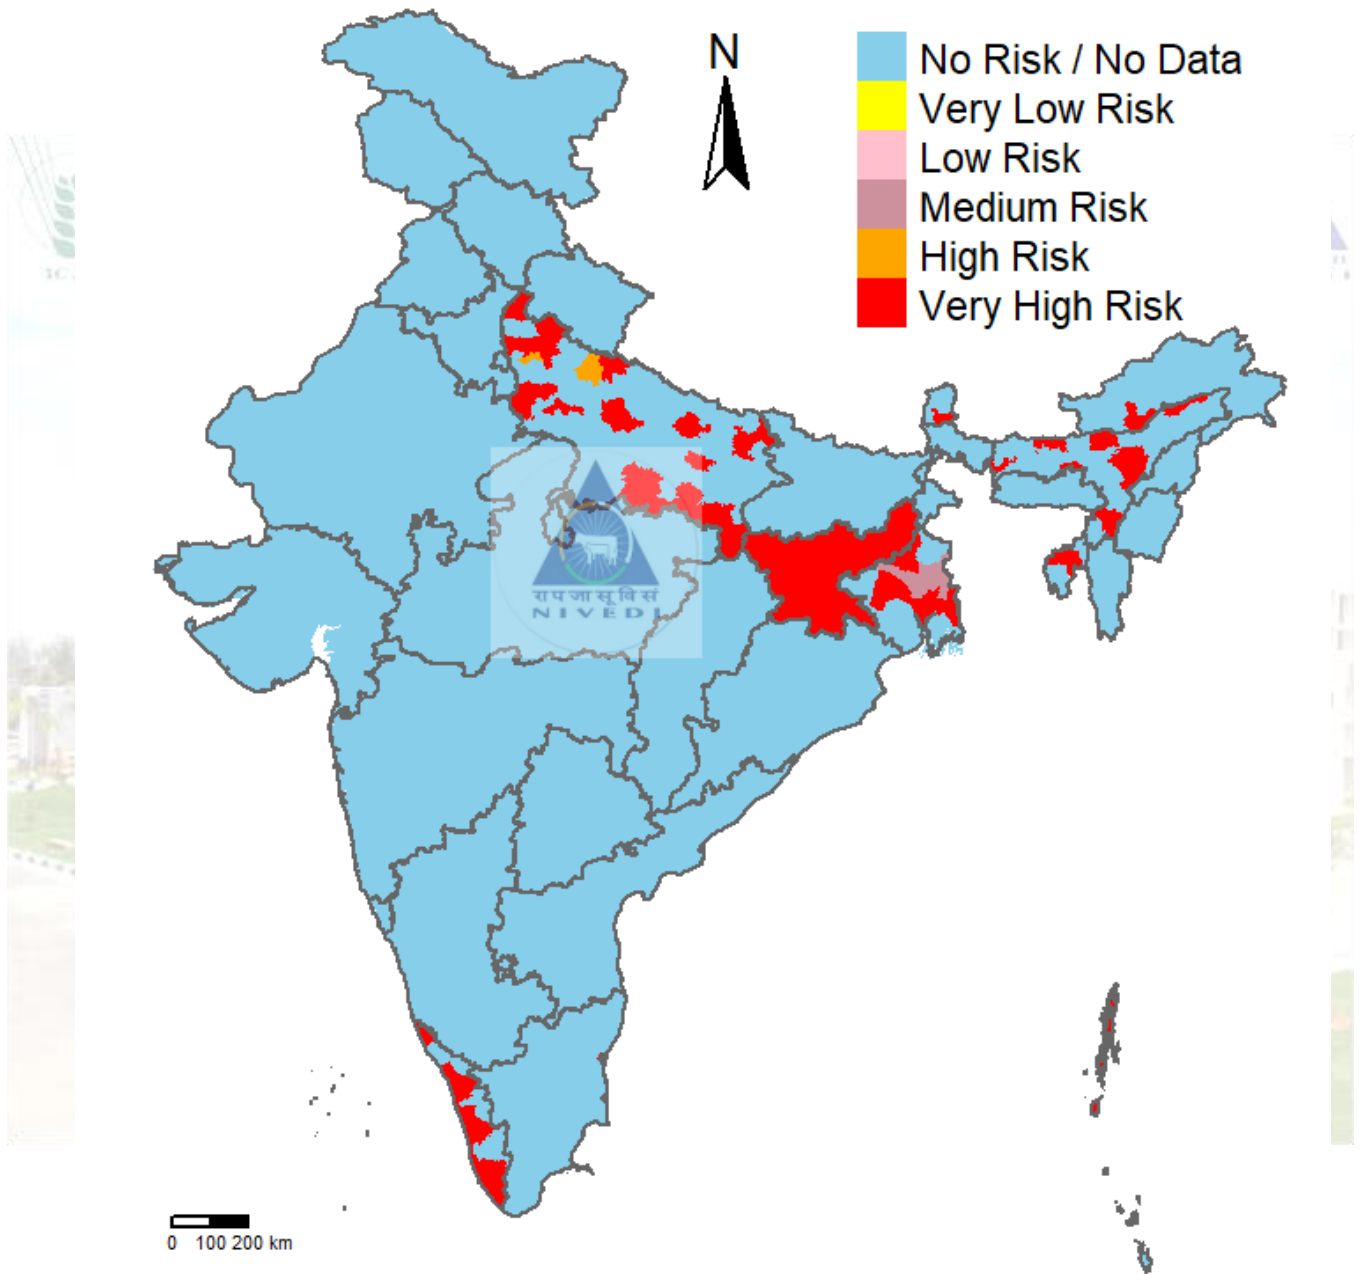 N
No Risk / No Data
Very Low Risk
Low Risk
Medium Risk
High Risk
Very High Risk
रा प जा सू वि सं
NIVEDI
0 100 200 km